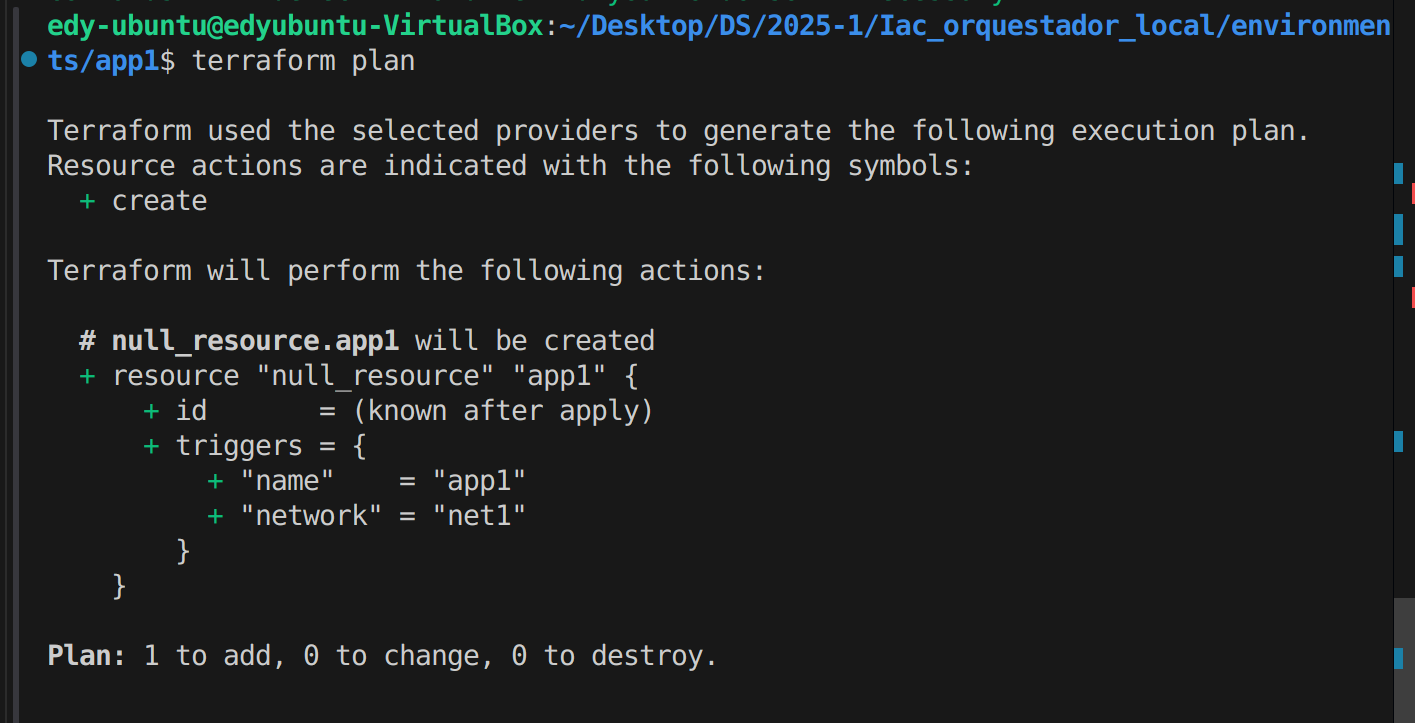 edy-ubuntu@edyubuntu-VirtualBox:~/Desktop/DS/2025-1/Iac_orquestador_local/environmen
ts/app1$ terraform plan
Terraform used the selected providers to generate the following execution plan.
Resource actions are indicated with the following symbols:
  + create
Terraform will perform the following actions:
  # null_resource.app1 will be created
  + resource "null_resource" "app1" {
      + id       = (known after apply)
      + triggers = {
          + "name"    = "app1"
          + "network" = "net1"
        }
    }
Plan: 1 to add, 0 to change, 0 to destroy.